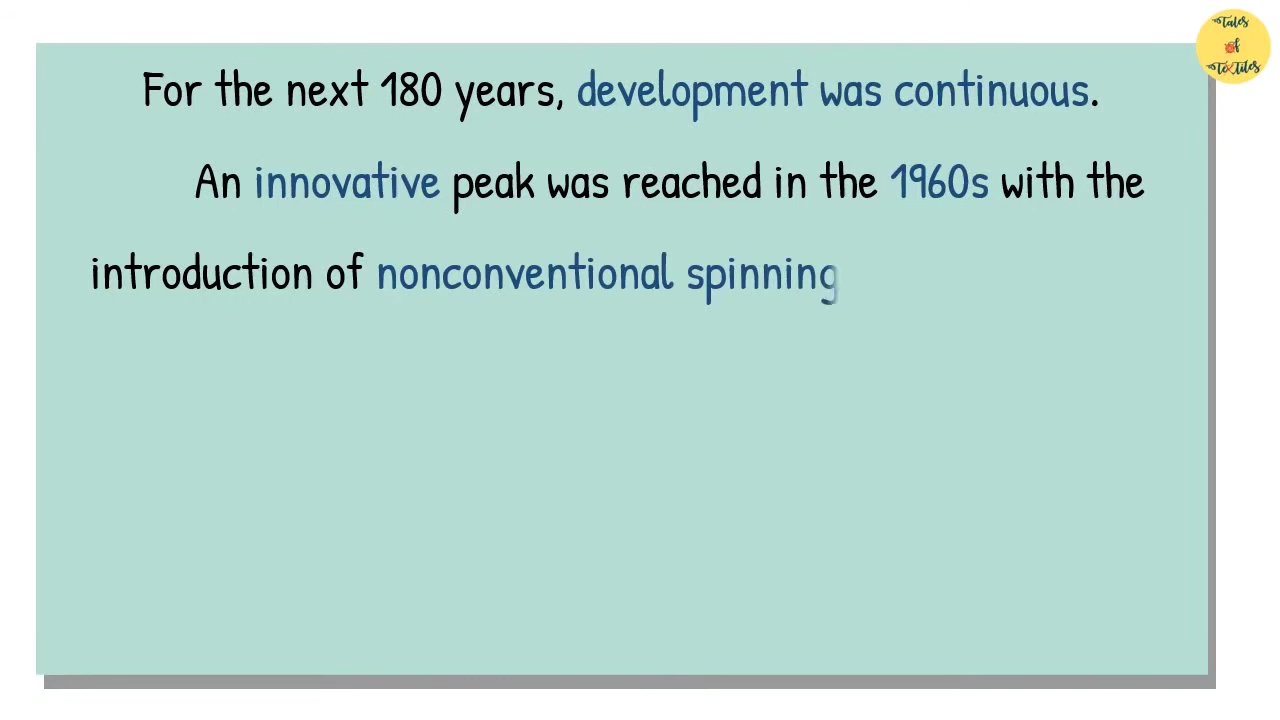 tales
of
textiles
For the next 180 years, development was continuous.
An innovative peak was reached in the 1960s with the
introduction of nonconventional spinning